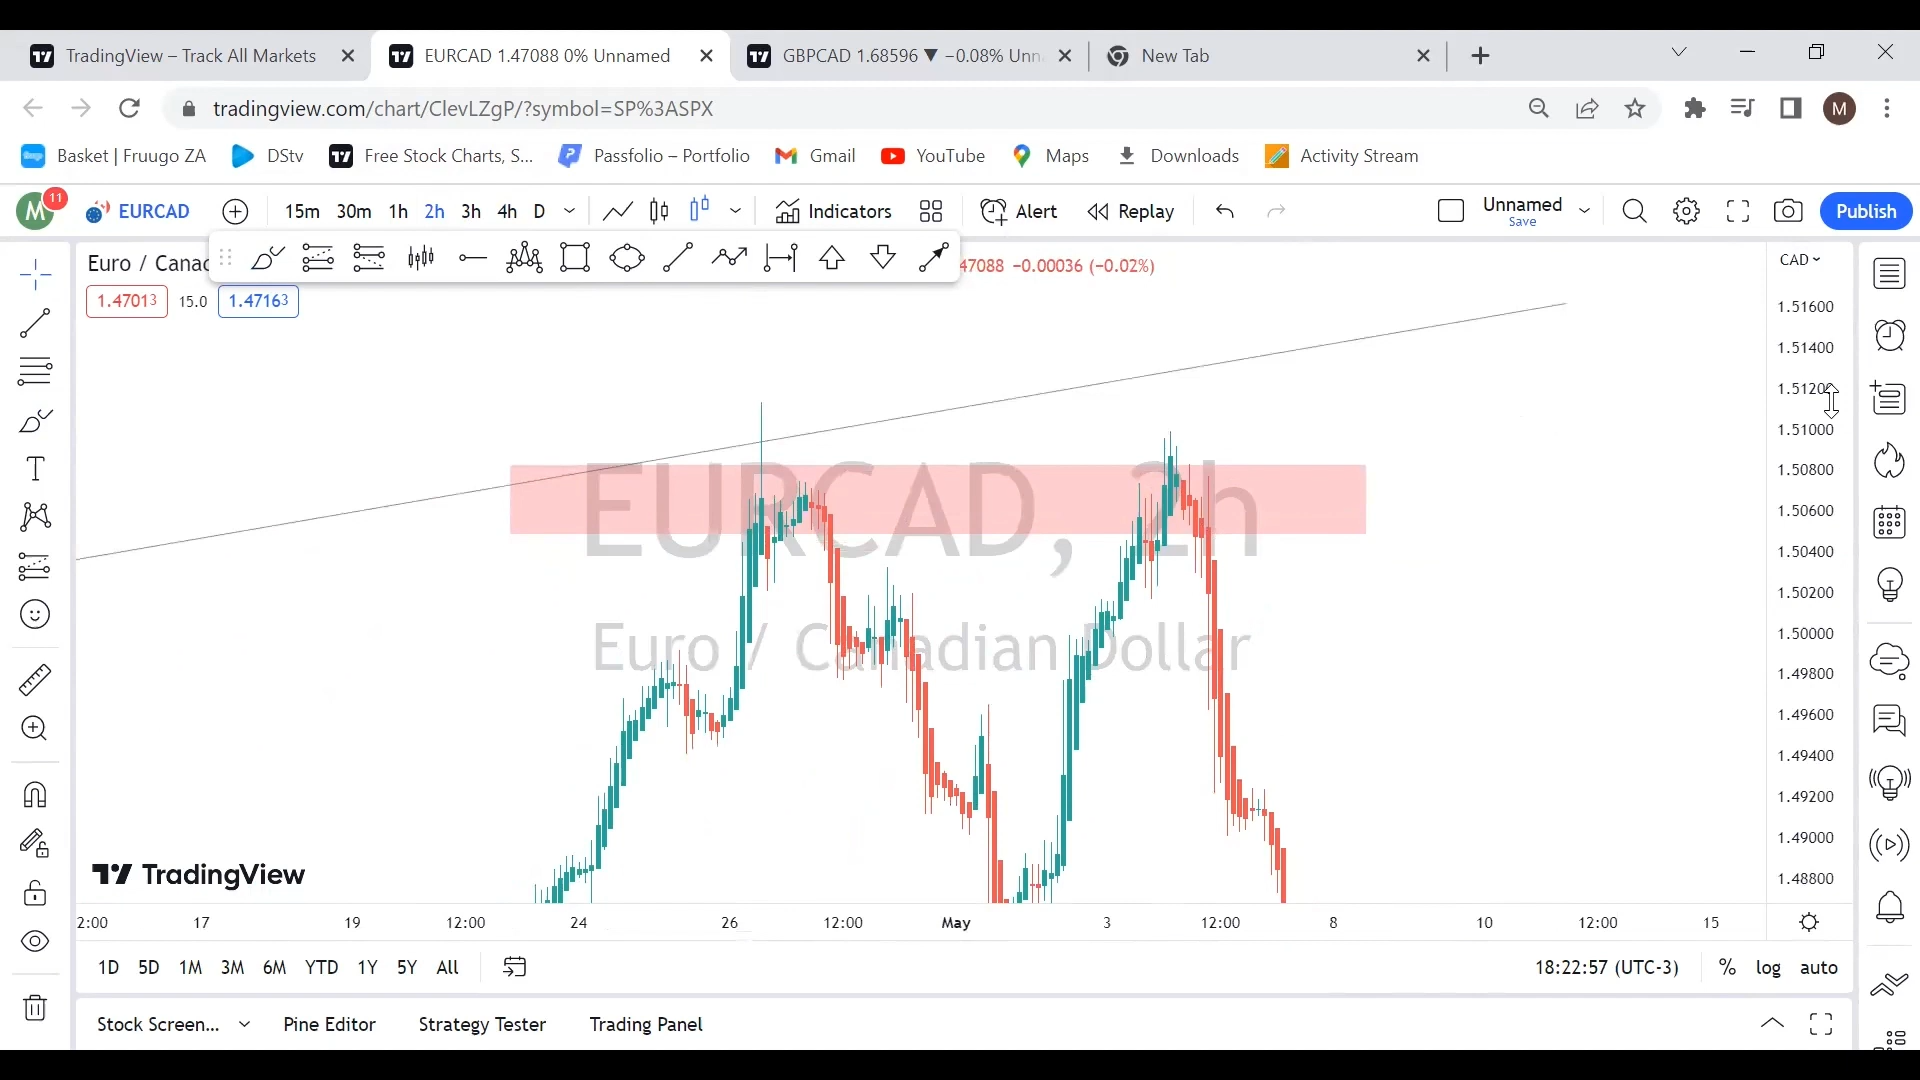 TradingView – Track All Markets
EURCAD 1.47088 0% Unnamed
GBPCAD 1.68596 ▼ −0.08% Unn
New Tab
tradingview.com/chart/ClevLZgP/?symbol=SP%3ASPX
M
Basket | Fruugo ZA
DStv
Free Stock Charts, S...
Passfolio – Portfolio
Gmail
YouTube
Maps
Downloads
Activity Stream
M 11
EURCAD
15m 30m 1h 2h 3h 4h D
Indicators
Alert
Replay
Unnamed
Save
Publish
Euro / Canad
47088 −0.00036 (−0.02%)
CAD
1.47013 15.0 1.47163
1.51600
1.51400
1.51200
1.51000
1.50800
1.50600
1.50400
1.50200
1.50000
1.49800
1.49600
1.49400
1.49200
1.49000
1.48800
EURCAD, 2h
Euro / Canadian Dollar
TradingView
2:00 17 19 12:00 24 26 12:00 May 3 12:00 8 10 12:00 15
1D 5D 1M 3M 6M YTD 1Y 5Y All
18:22:57 (UTC-3) % log auto
Stock Screen... Pine Editor Strategy Tester Trading Panel